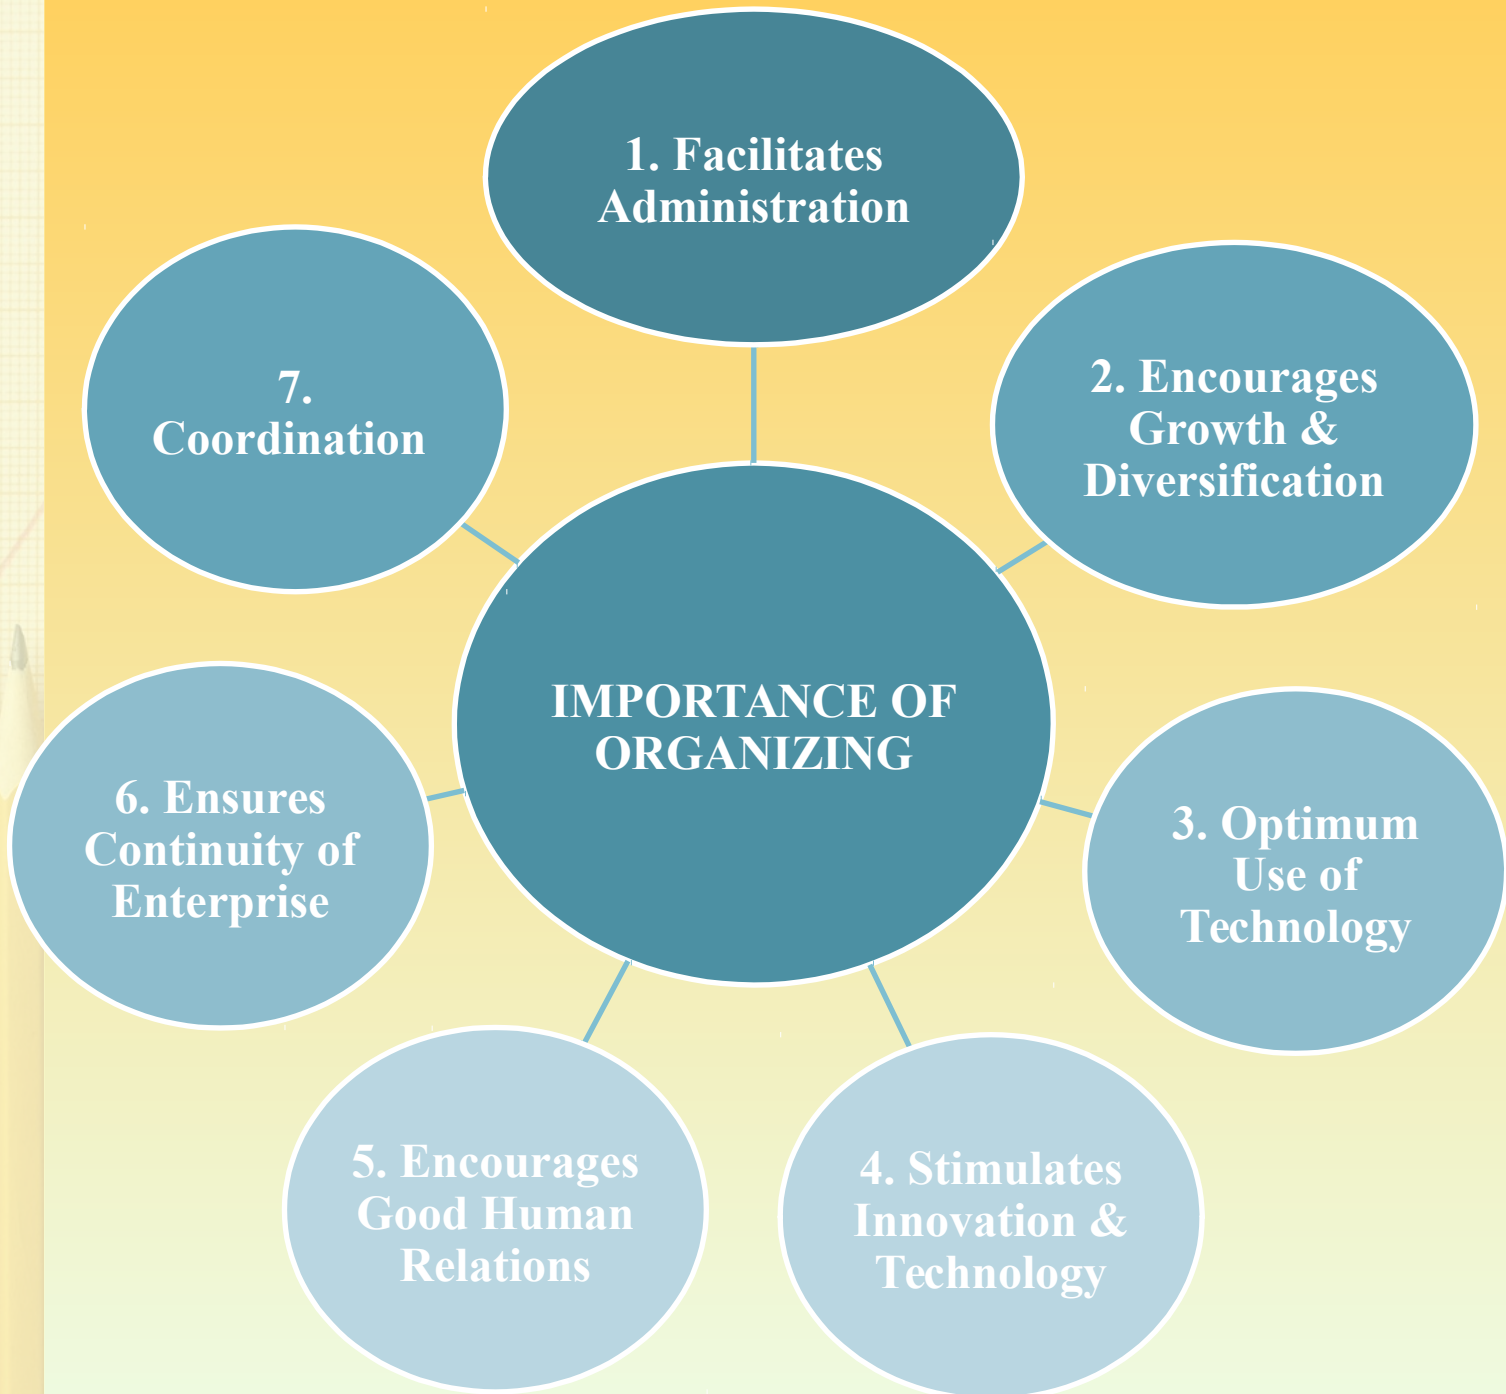 1. Facilitates
Administration
2. Encourages
Growth &
Diversification
3. Optimum
Use of
Technology
4. Stimulates
Innovation &
Technology
5. Encourages
Good Human
Relations
6. Ensures
Continuity of
Enterprise
7.
Coordination
IMPORTANCE OF
ORGANIZING